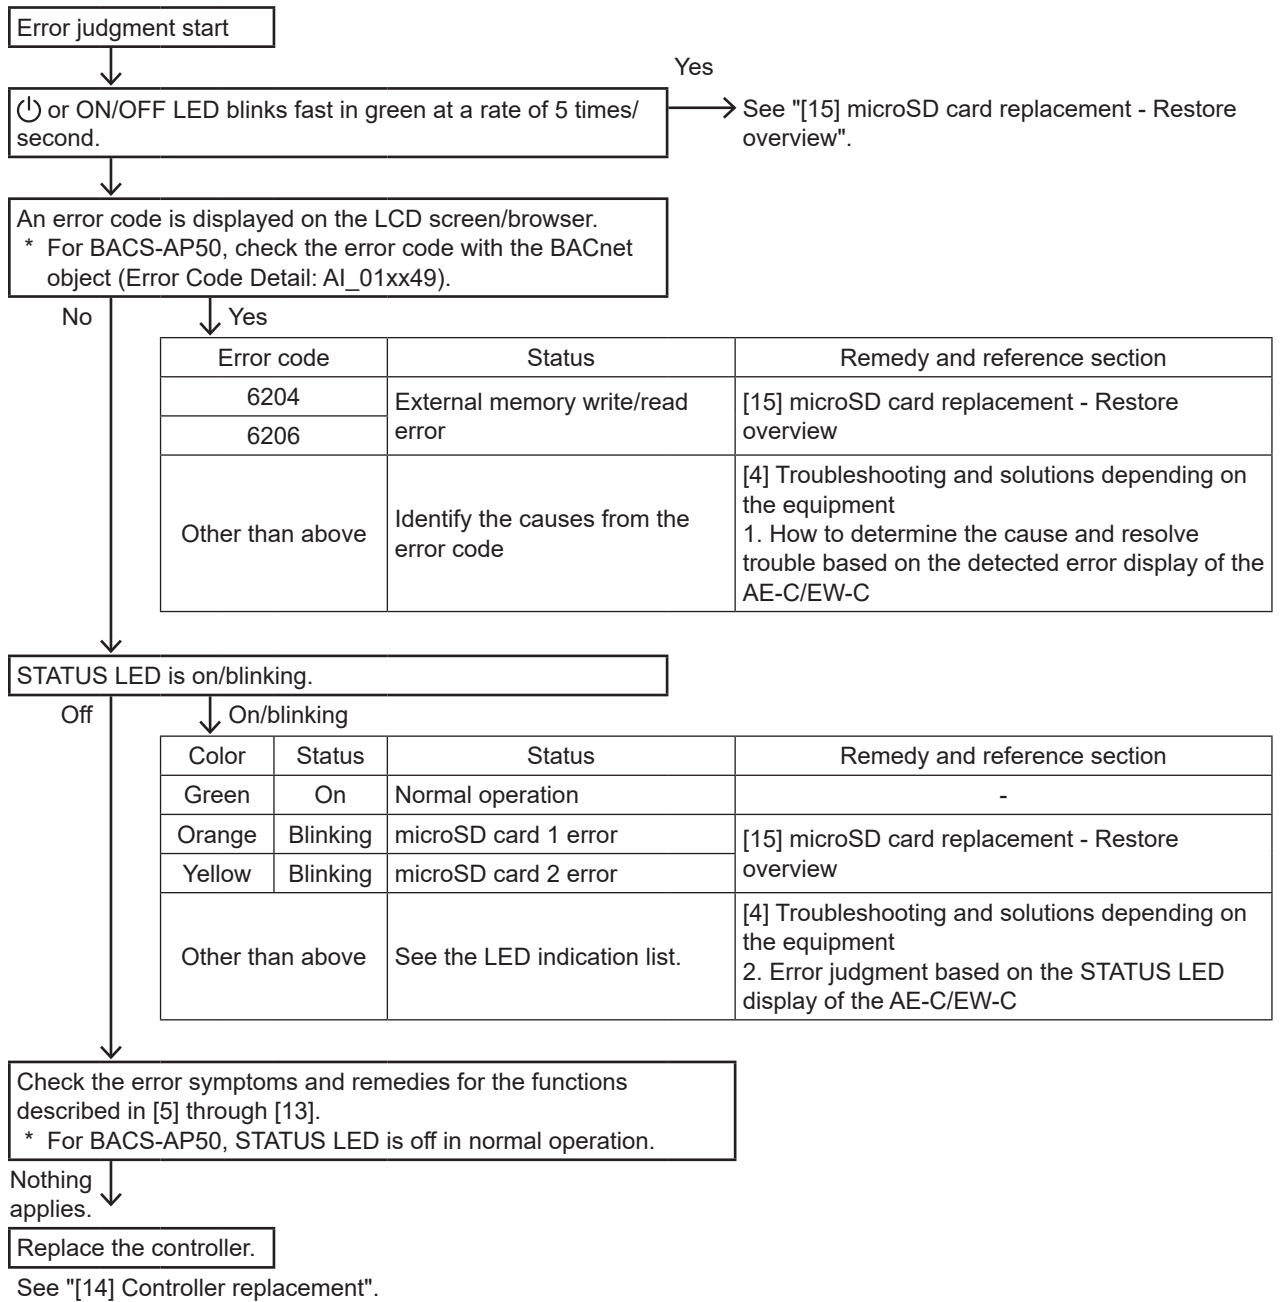 Error judgment start
Yes
⏻ or ON/OFF LED blinks fast in green at a rate of 5 times/
second.
See "[15] microSD card replacement - Restore
overview".
An error code is displayed on the LCD screen/browser.
* For BACS-AP50, check the error code with the BACnet
object (Error Code Detail: AI_01xx49).
No
Yes
Error code Status Remedy and reference section
6204
6206
External memory write/read
error
[15] microSD card replacement - Restore
overview
Other than above
Identify the causes from the
error code
[4] Troubleshooting and solutions depending on
the equipment
1. How to determine the cause and resolve
trouble based on the detected error display of the
AE-C/EW-C
STATUS LED is on/blinking.
Off
On/blinking
Color Status Status Remedy and reference section
Green On Normal operation -
Orange Blinking microSD card 1 error
Yellow Blinking microSD card 2 error
[15] microSD card replacement - Restore
overview
Other than above
See the LED indication list.
[4] Troubleshooting and solutions depending on
the equipment
2. Error judgment based on the STATUS LED
display of the AE-C/EW-C
Check the error symptoms and remedies for the functions
described in [5] through [13].
* For BACS-AP50, STATUS LED is off in normal operation.
Nothing
applies.
Replace the controller.
See "[14] Controller replacement".